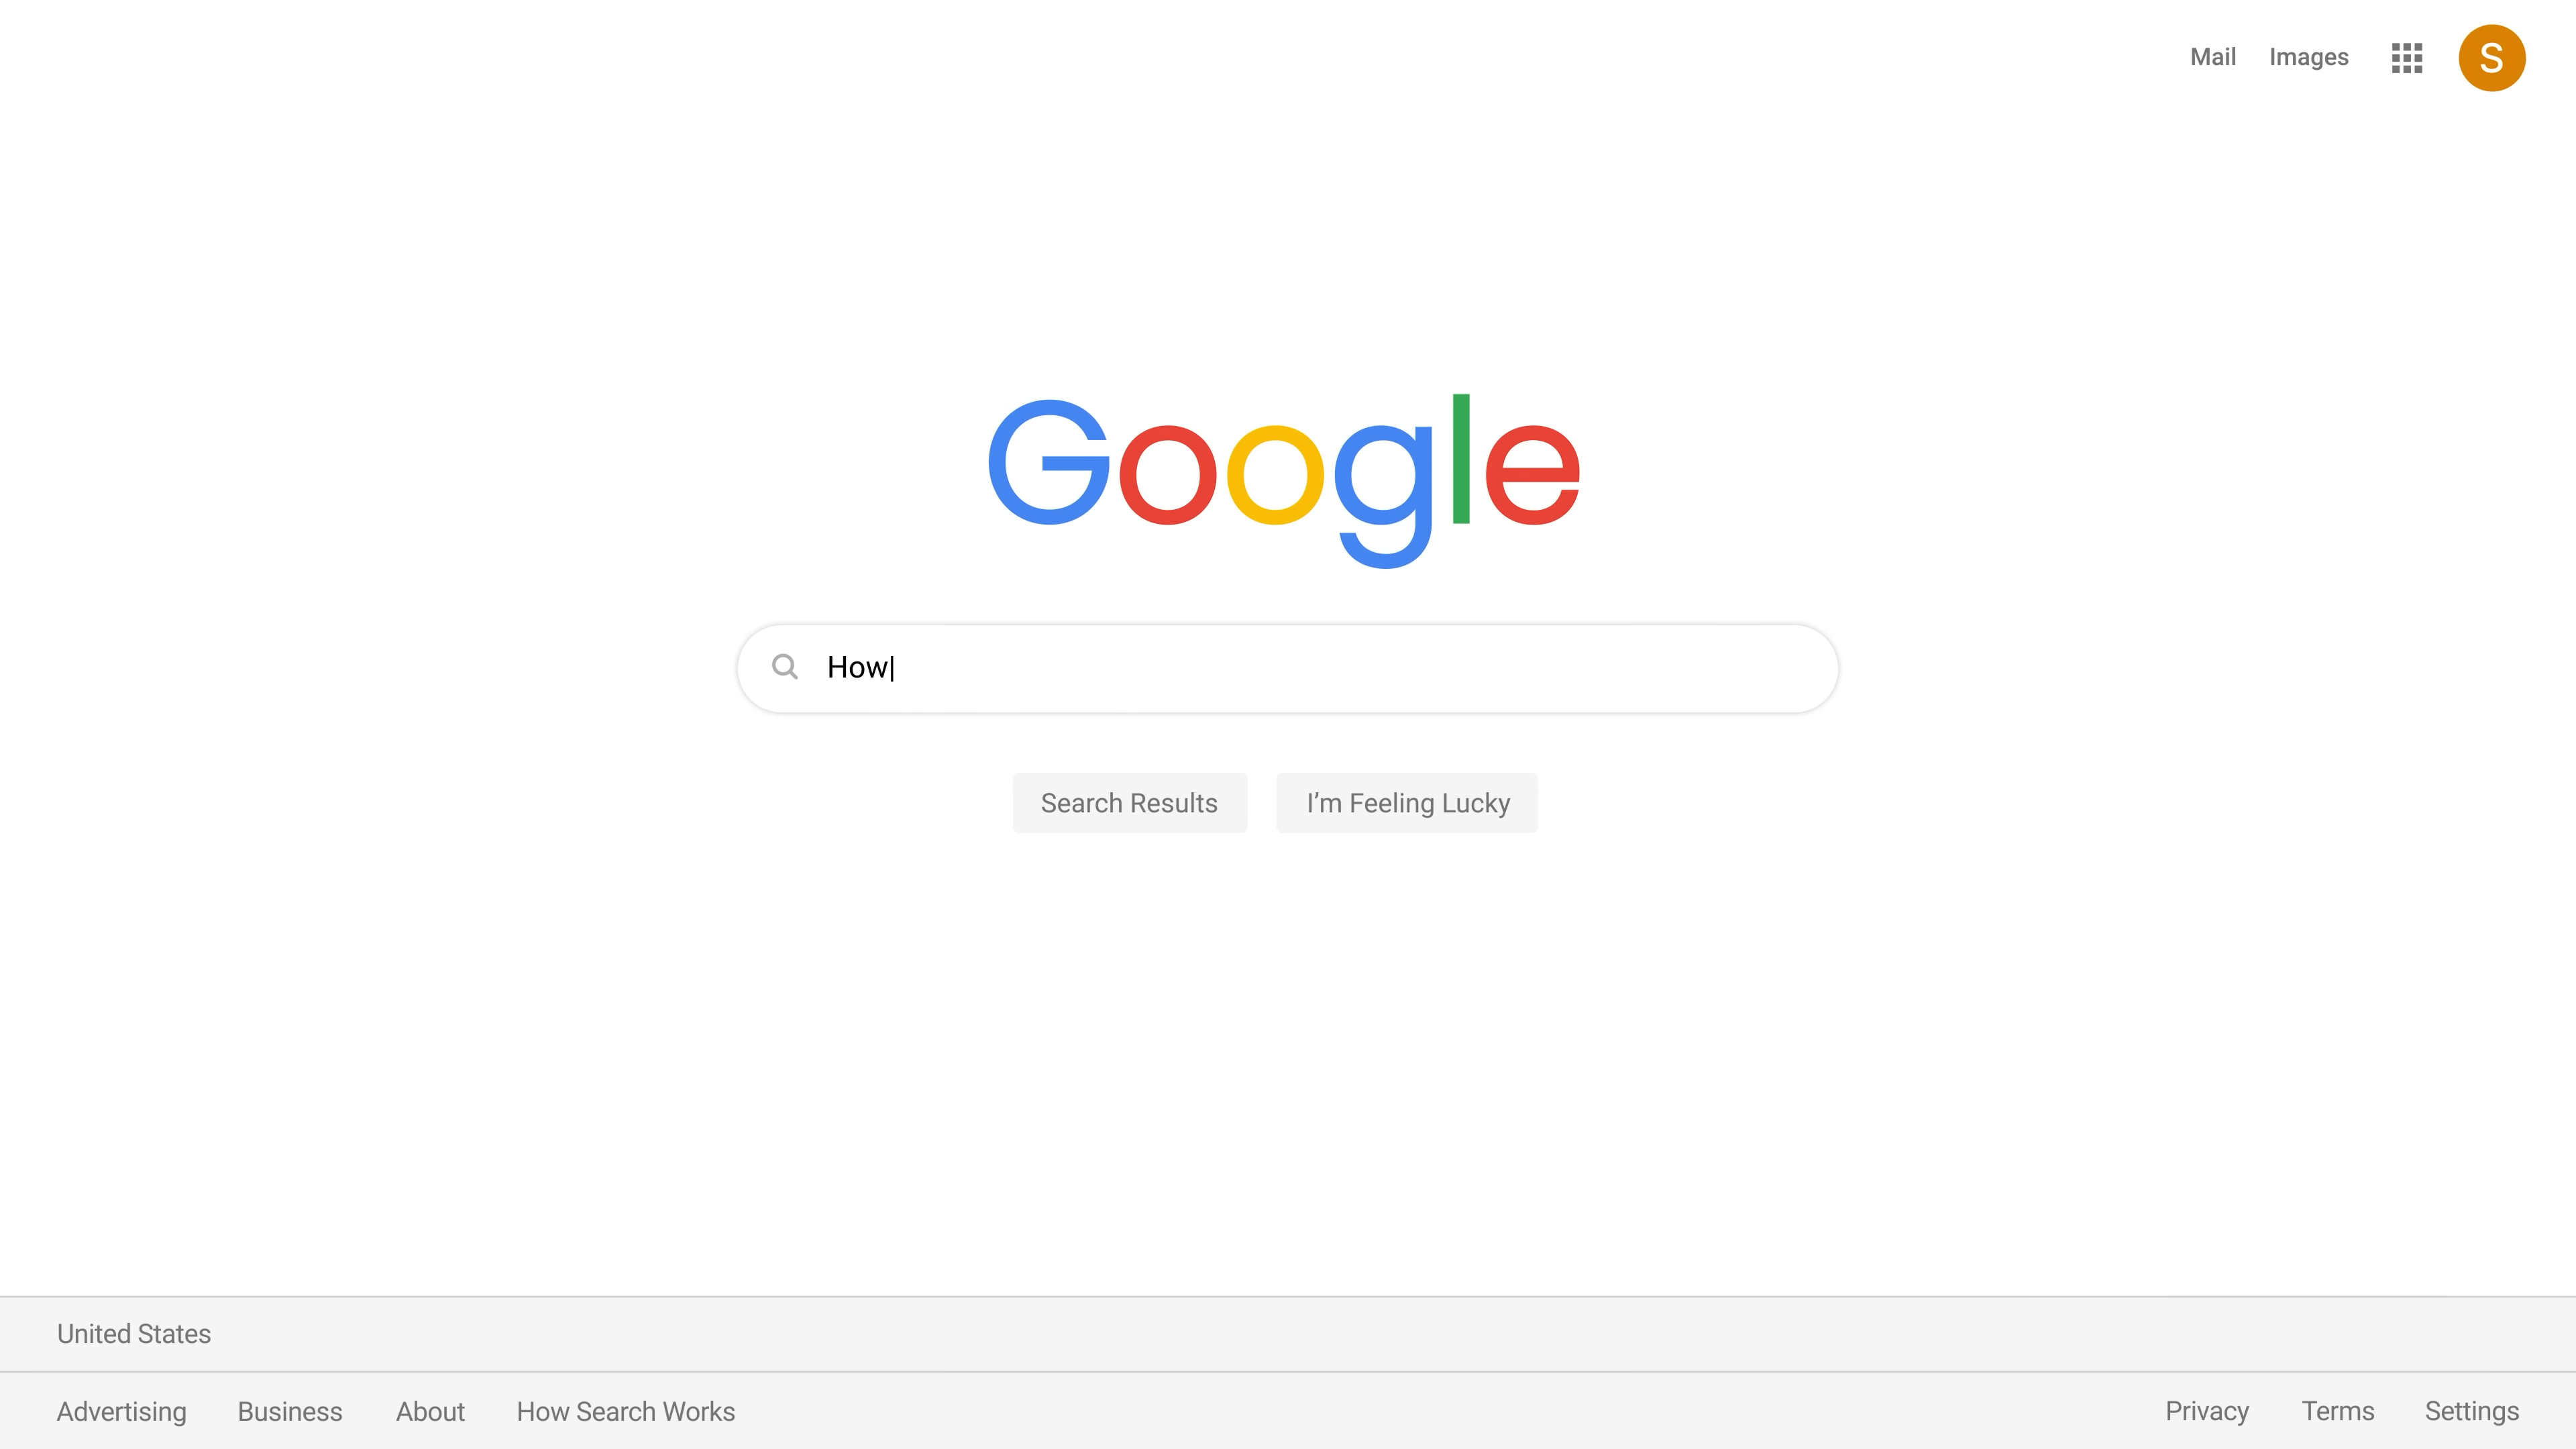 Mail Images S
Google
How
Search Results I’m Feeling Lucky
United States
Advertising Business About How Search Works Privacy Terms Settings